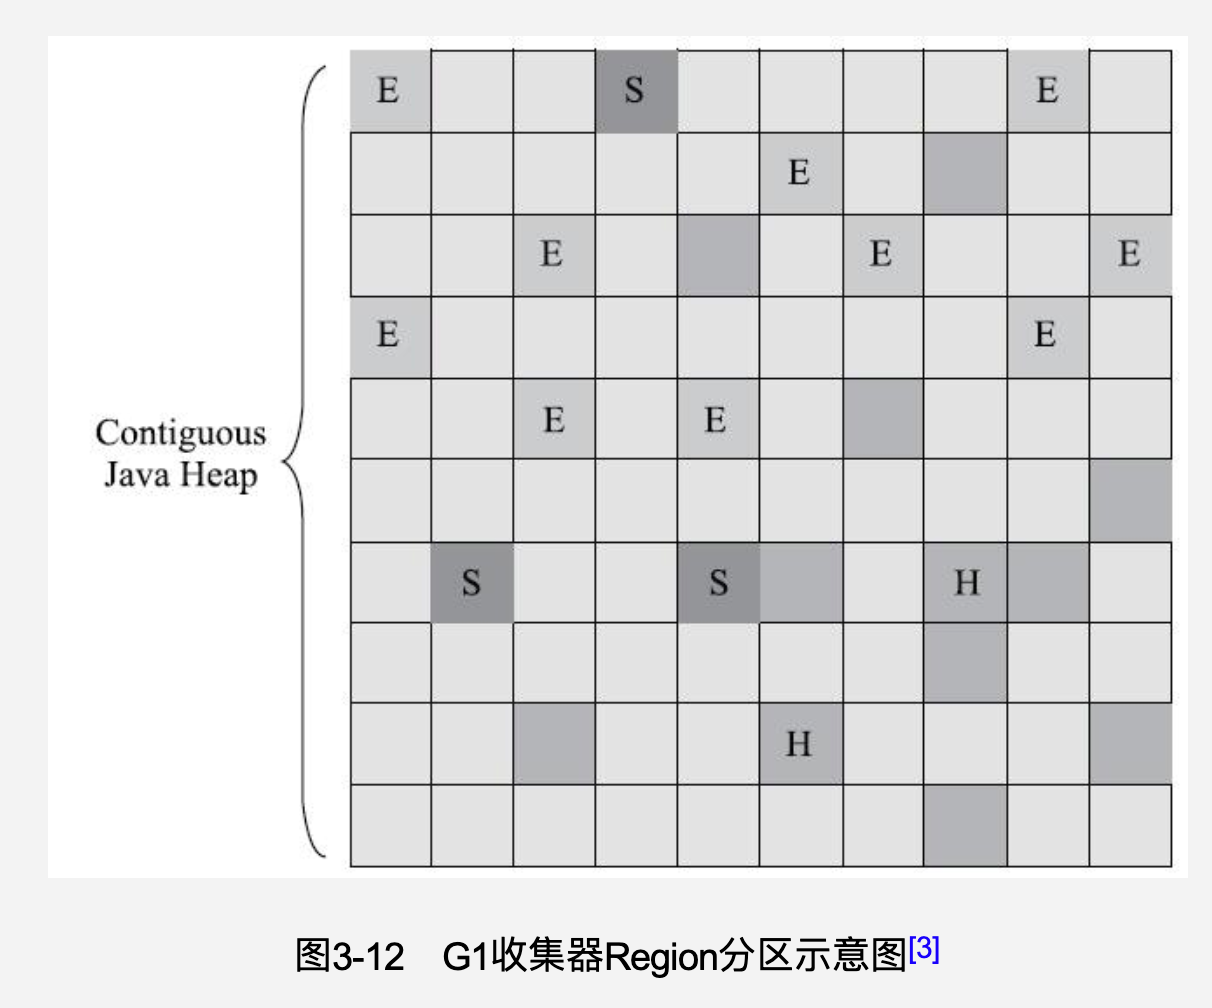 E S E
E
E E E
E E
Contiguous
Java Heap
E E
S S H
H
图3-12 G1收集器Region分区示意图[3]